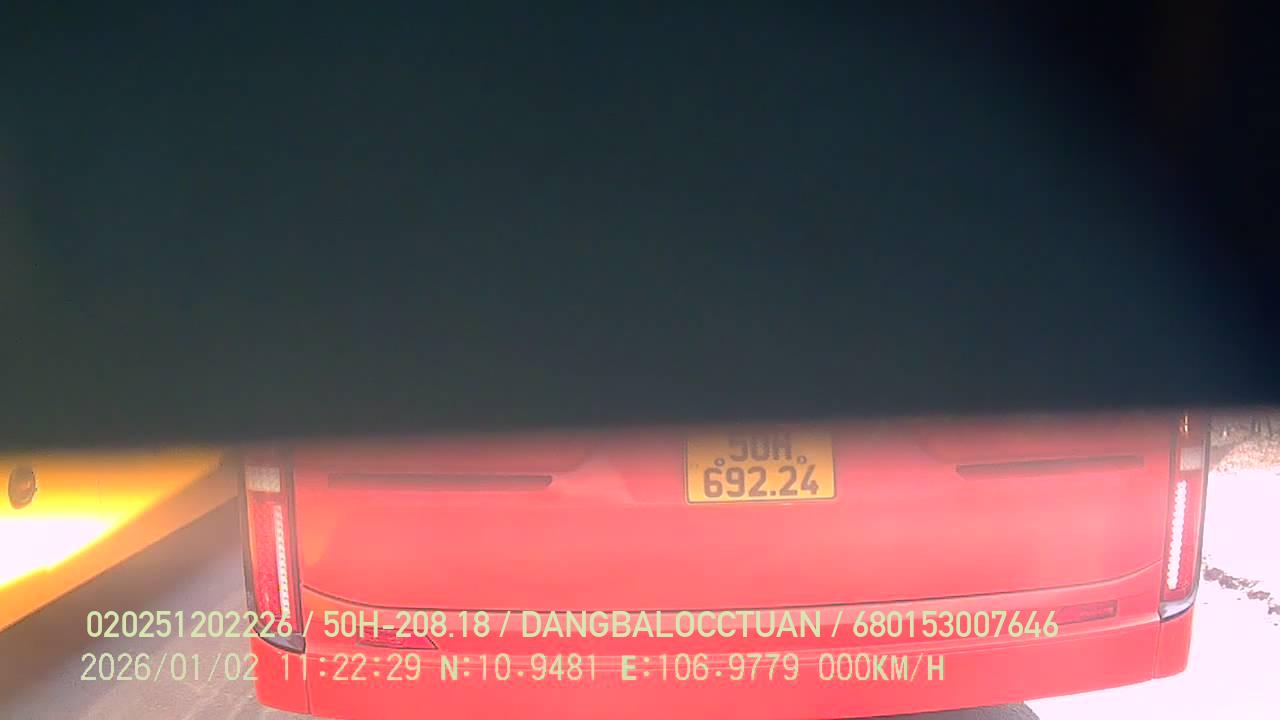 50H
692.24
020251202226 / 50H-208.18 / DANGBALOCCTUAN / 680153007646
2026/01/02 11:22:29 N:10.9481 E:106.9779 000KM/H